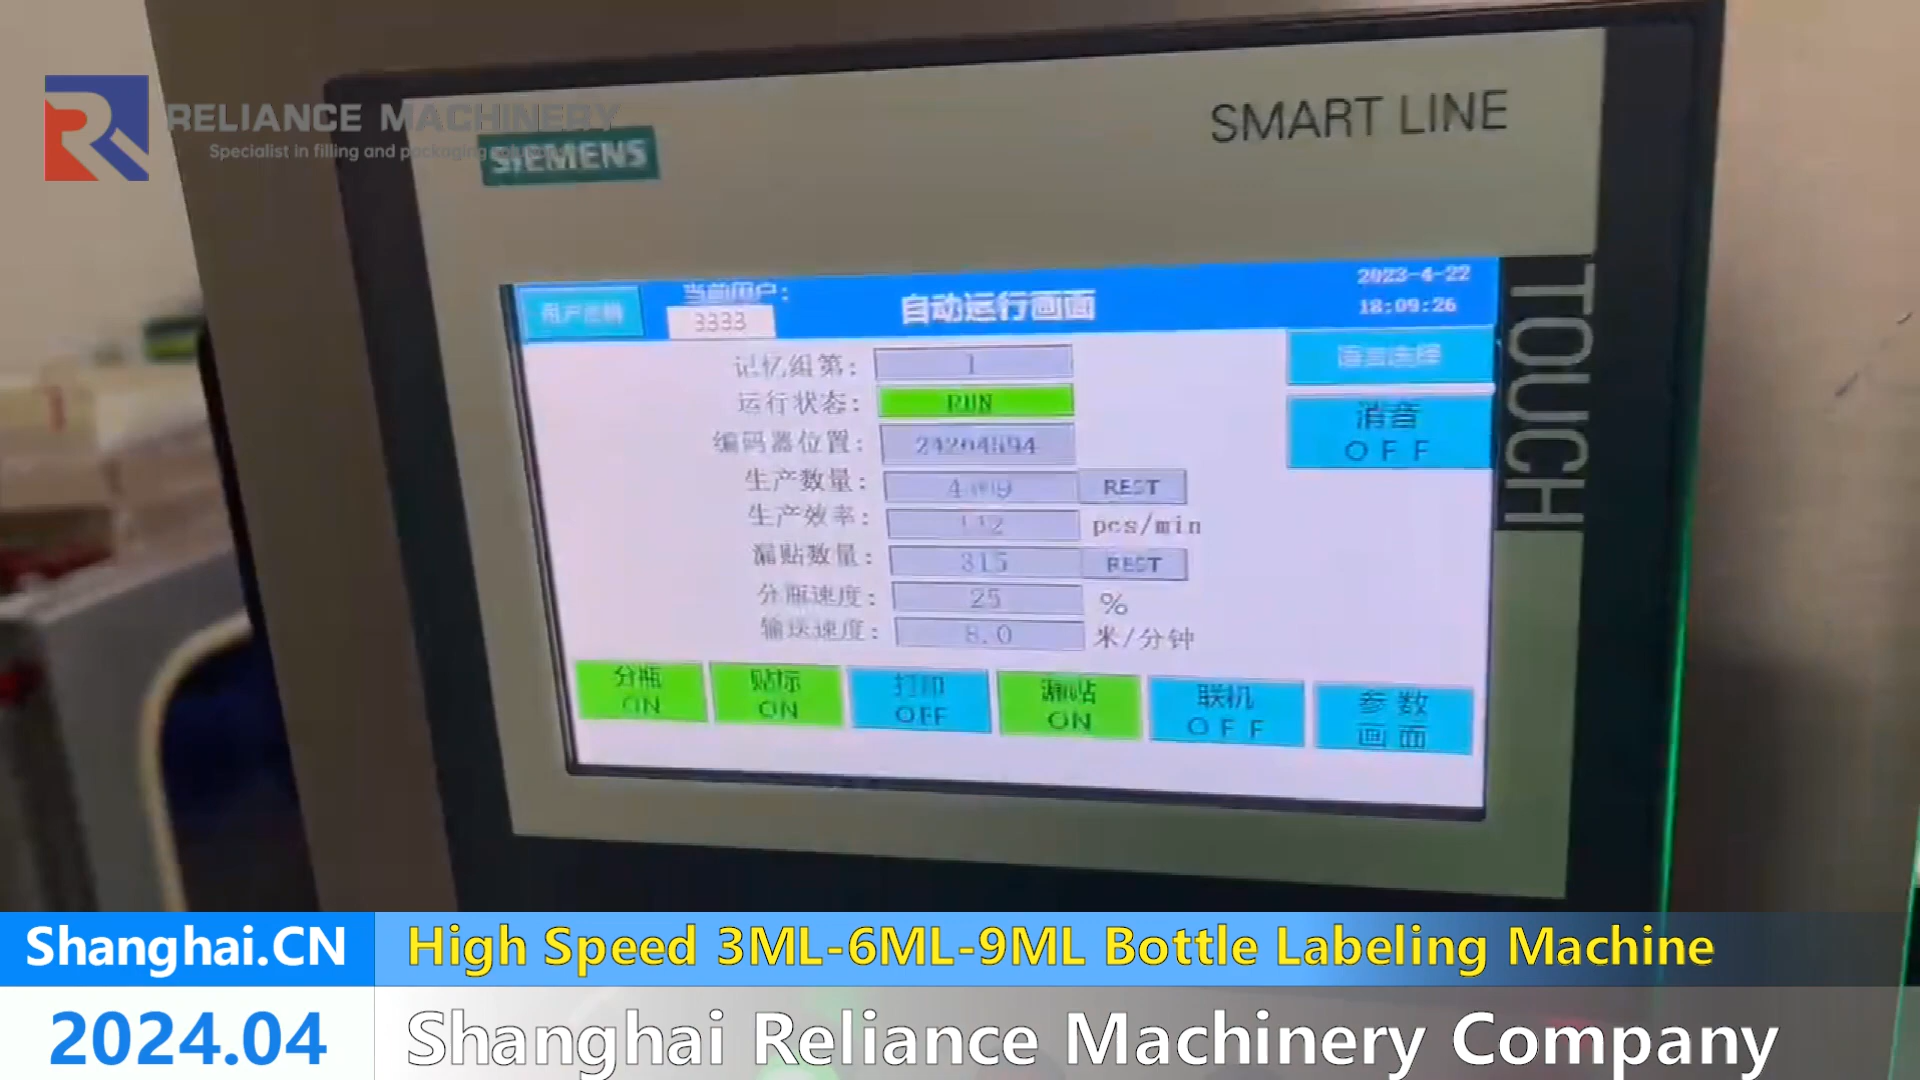 RELIANCE MACHINERY
Specialist in filling and packaging
SIEMENS
SMART LINE
TOUCH
当前用户:
3333
自动运行画面
2023-4-22
18:09:26
语言选择
消音
OFF
记忆组第: 1
运行状态: RUN
编码器位置: 24204594
生产数量: REST
生产效率: pcs/min
漏贴数量: 315 REST
分瓶速度: 25 %
输送速度: 8.0 米/分钟
分瓶
ON
贴标
ON
打印
OFF
漏贴
ON
联机
OFF
参数
画面
Shanghai.CN
High Speed 3ML-6ML-9ML Bottle Labeling Machine
2024.04
Shanghai Reliance Machinery Company